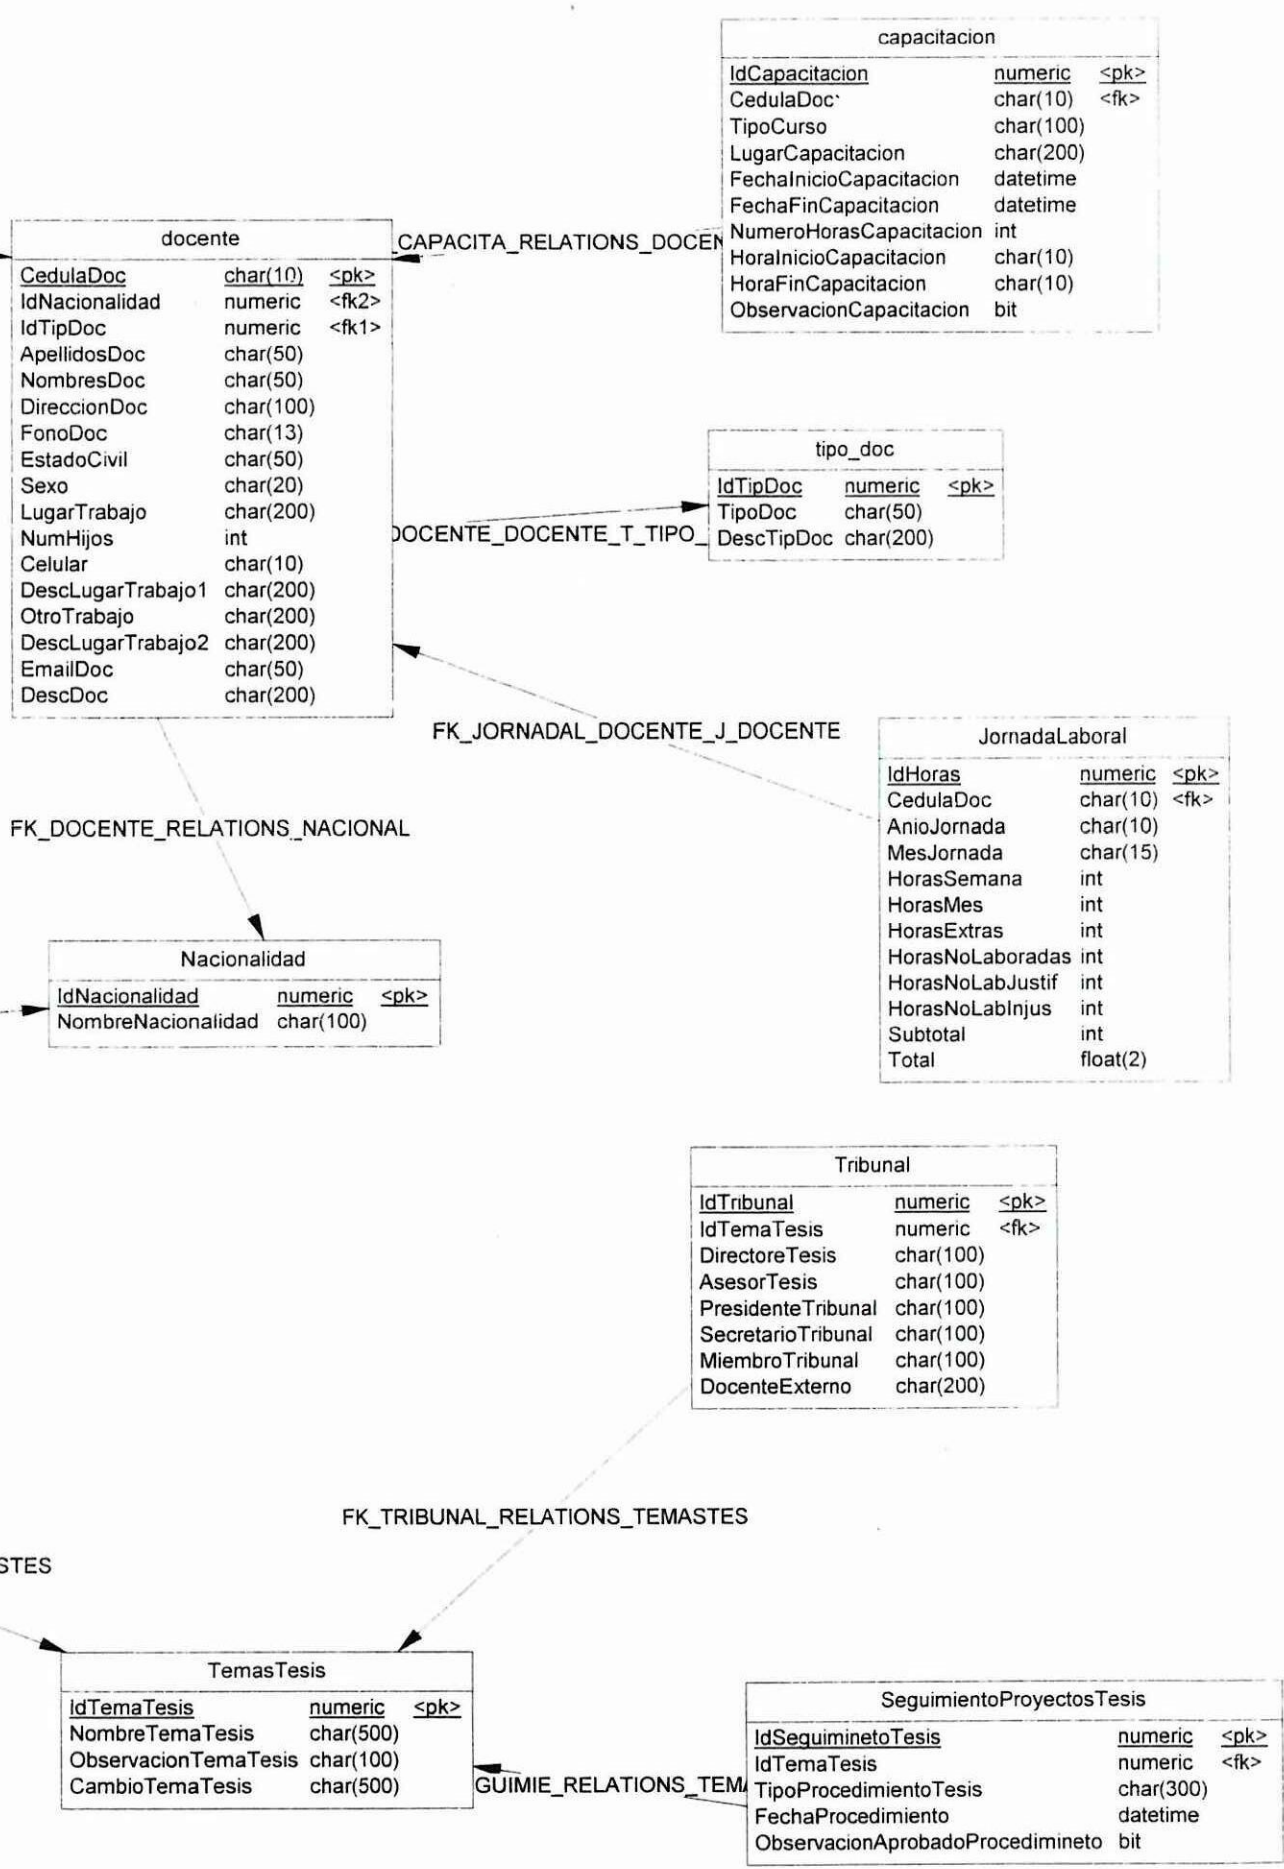 capacitacion
IdCapacitacion numeric <pk>
CedulaDoc char(10) <fk>
TipoCurso char(100)
LugarCapacitacion char(200)
FechaInicioCapacitacion datetime
FechaFinCapacitacion datetime
NumeroHorasCapacitacion int
HoraInicioCapacitacion char(10)
HoraFinCapacitacion char(10)
ObservacionCapacitacion bit
docente
CedulaDoc char(10) <pk>
IdNacionalidad numeric <fk2>
IdTipDoc numeric <fk1>
ApellidosDoc char(50)
NombresDoc char(50)
DireccionDoc char(100)
FonoDoc char(13)
EstadoCivil char(50)
Sexo char(20)
LugarTrabajo char(200)
NumHijos int
Celular char(10)
DescLugarTrabajo1 char(200)
OtroTrabajo char(200)
DescLugarTrabajo2 char(200)
EmailDoc char(50)
DescDoc char(200)
_CAPACITA_RELATIONS_DOCEN
tipo_doc
IdTipDoc numeric <pk>
TipoDoc char(50)
DescTipDoc char(200)
DOCENTE_DOCENTE_T_TIPO_
FK_JORNADAL_DOCENTE_J_DOCENTE
JornadaLaboral
IdHoras numeric <pk>
CedulaDoc char(10) <fk>
AnioJornada char(10)
MesJornada char(15)
HorasSemana int
HorasMes int
HorasExtras int
HorasNoLaboradas int
HorasNoLabJustif int
HorasNoLabInjus int
Subtotal int
Total float(2)
FK_DOCENTE_RELATIONS_NACIONAL
Nacionalidad
IdNacionalidad numeric <pk>
NombreNacionalidad char(100)
Tribunal
IdTribunal numeric <pk>
IdTemaTesis numeric <fk>
DirectoreTesis char(100)
AsesorTesis char(100)
PresidenteTribunal char(100)
SecretarioTribunal char(100)
MiembroTribunal char(100)
DocenteExterno char(200)
FK_TRIBUNAL_RELATIONS_TEMASTES
STES
TemasTesis
IdTemaTesis numeric <pk>
NombreTemaTesis char(500)
ObservacionTemaTesis char(100)
CambioTemaTesis char(500)
GUIMIE_RELATIONS_TEMA
SeguimientoProyectosTesis
IdSeguiminetoTesis numeric <pk>
IdTemaTesis numeric <fk>
TipoProcedimientoTesis char(300)
FechaProcedimiento datetime
ObservacionAprobadoProcedimineto bit